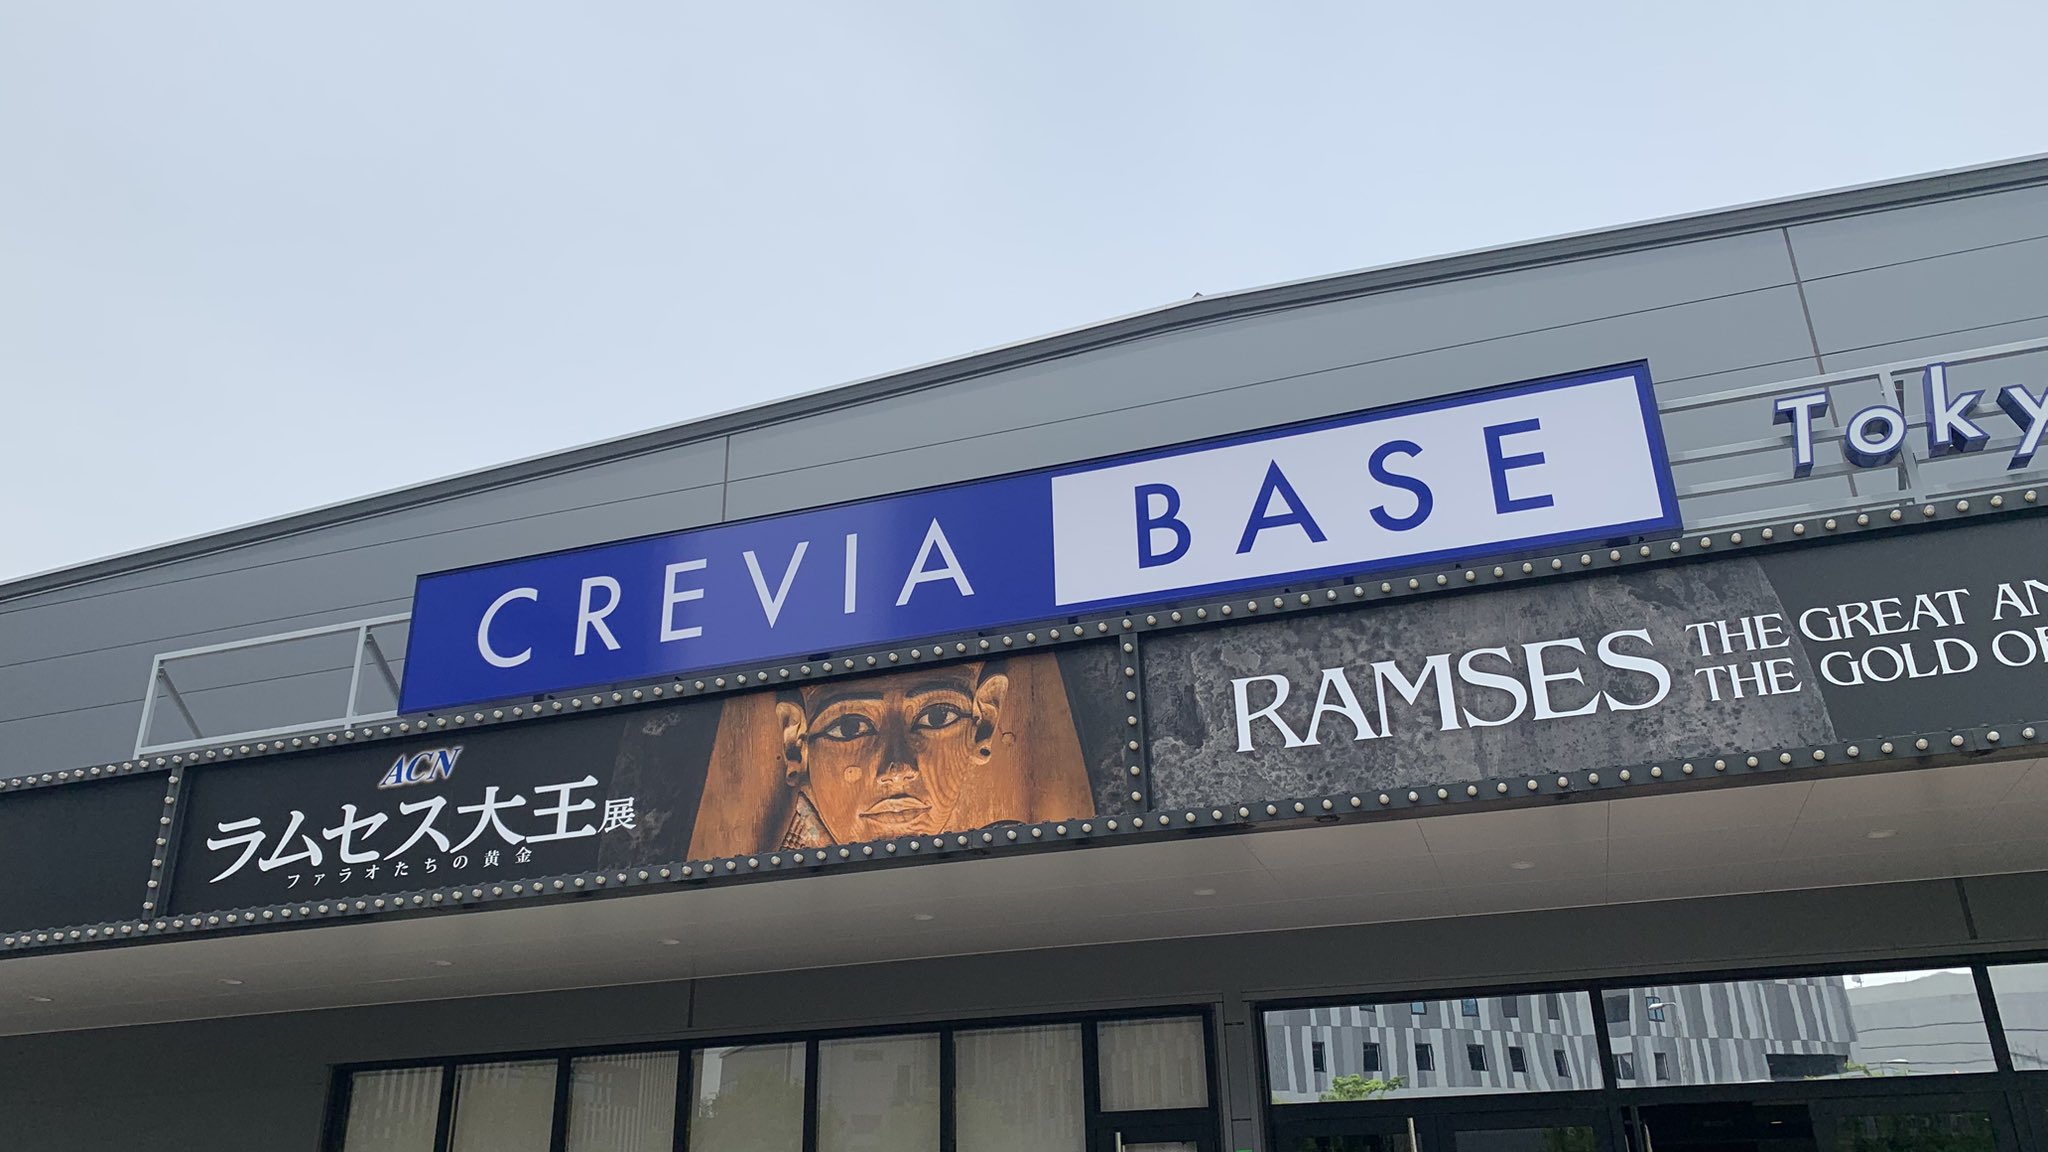 CREVIA BASE
Toky
ACN
ラムセス大王展
ファラオたちの黄金
RAMSES
THE GREAT AN
THE GOLD OF